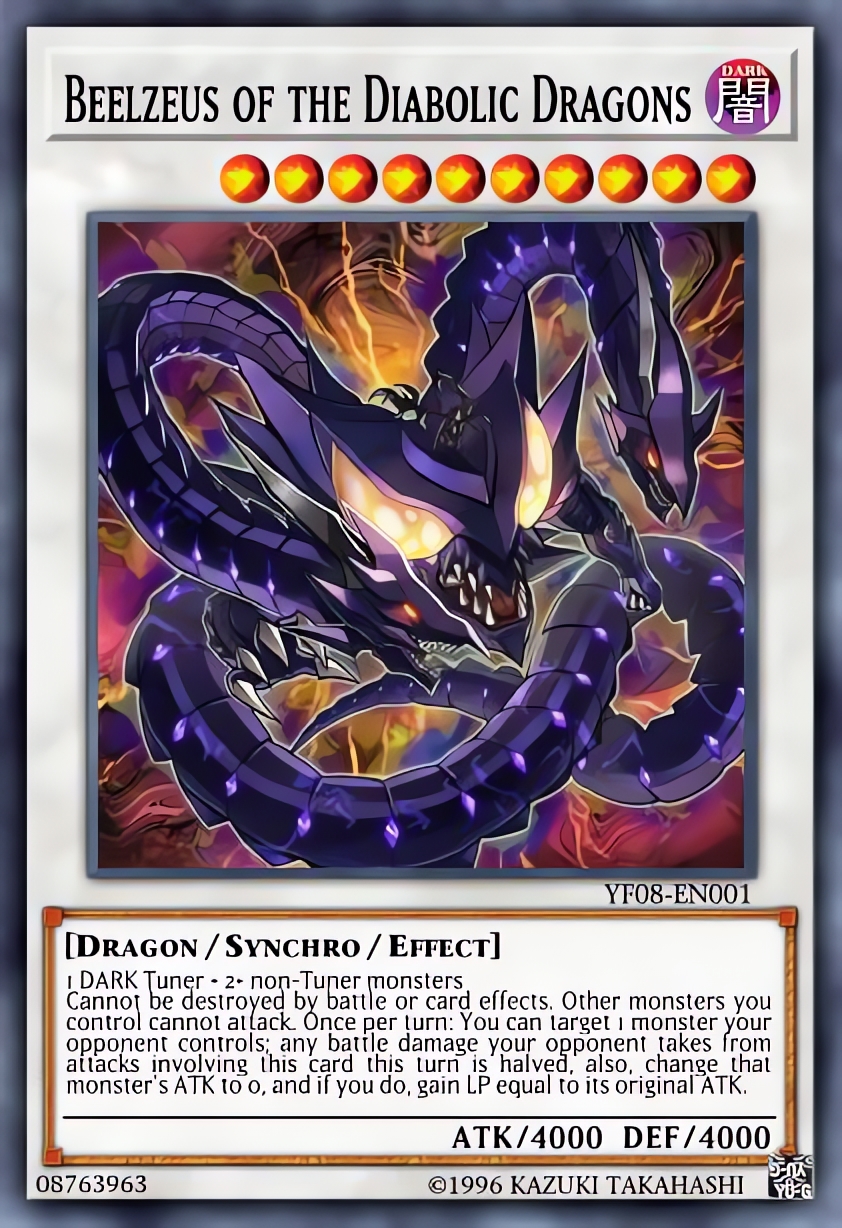 BEELZEUS OF THE DIABOLIC DRAGONS
DARK
闇
YF08-EN001
[DRAGON / SYNCHRO / EFFECT]
1 DARK Tuner + 2+ non-Tuner monsters
Cannot be destroyed by battle or card effects. Other monsters you
control cannot attack. Once per turn: You can target 1 monster your
opponent controls; any battle damage your opponent takes from
attacks involving this card this turn is halved, also, change that
monster's ATK to 0, and if you do, gain LP equal to its original ATK.
ATK/4000 DEF/4000
08763963
©1996 KAZUKI TAKAHASHI